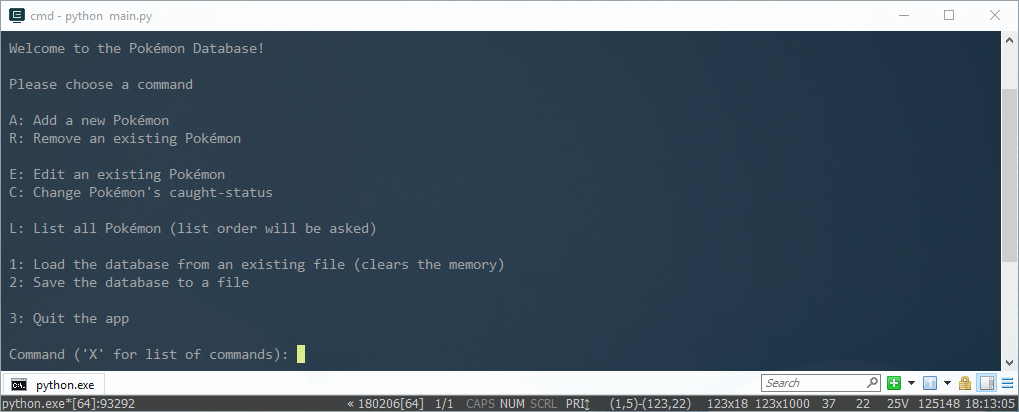 cmd - python  main.py
Welcome to the Pokémon Database!
Please choose a command
A: Add a new Pokémon
R: Remove an existing Pokémon
E: Edit an existing Pokémon
C: Change Pokémon's caught-status
L: List all Pokémon (list order will be asked)
1: Load the database from an existing file (clears the memory)
2: Save the database to a file
3: Quit the app
Command ('X' for list of commands):
python.exe Search
python.exe*[64]:93292 « 180206[64] 1/1 CAPS NUM SCRL PRI↕ (1,5)-(123,22) 123x18 123x1000 37 22 25V 125148 18:13:05